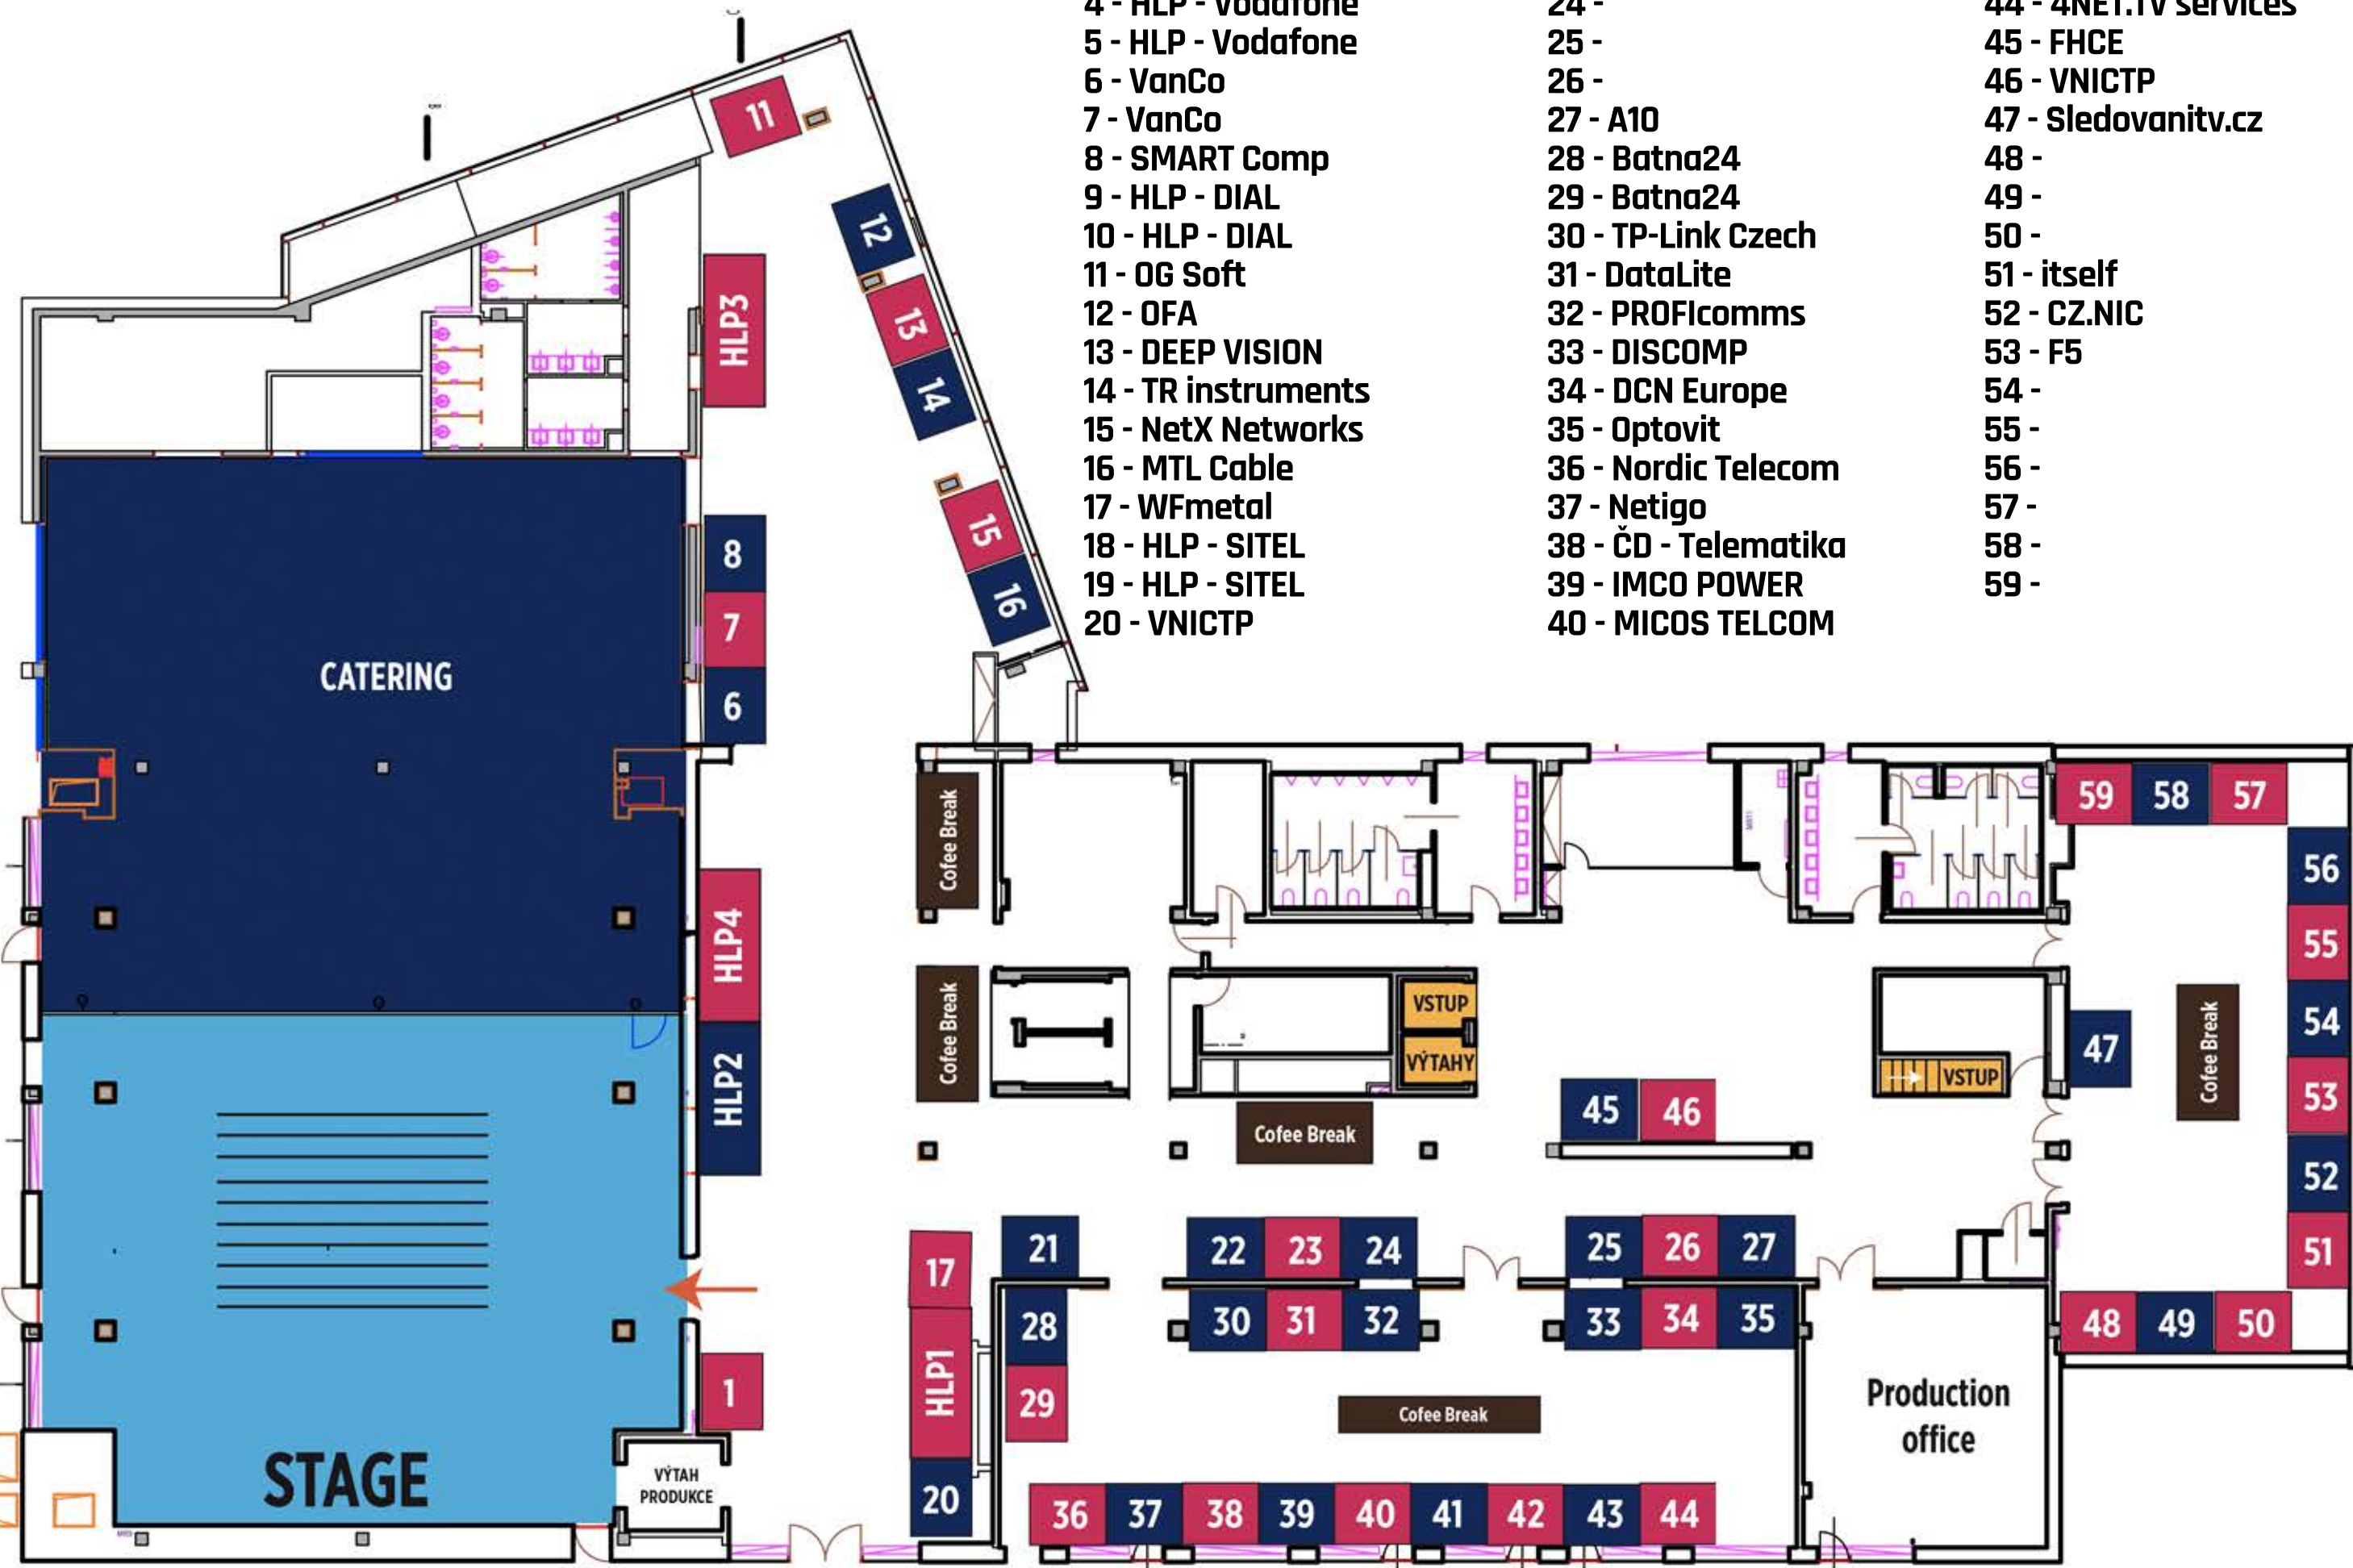 4 - HLP - Vodafone
5 - HLP - Vodafone
6 - VanCo
7 - VanCo
8 - SMART Comp
9 - HLP - DIAL
10 - HLP - DIAL
11 - OG Soft
12 - OFA
13 - DEEP VISION
14 - TR instruments
15 - NetX Networks
16 - MTL Cable
17 - WFmetal
18 - HLP - SITEL
19 - HLP - SITEL
20 - VNICTP
24 -
25 -
26 -
27 - A10
28 - Batna24
29 - Batna24
30 - TP-Link Czech
31 - DataLite
32 - PROFIcomms
33 - DISCOMP
34 - DCN Europe
35 - Optovit
36 - Nordic Telecom
37 - Netigo
38 - ČD - Telematika
39 - IMCO POWER
40 - MICOS TELCOM
44 - 4NET.TV services
45 - FHCE
46 - VNICTP
47 - Sledovanitv.cz
48 -
49 -
50 -
51 - itself
52 - CZ.NIC
53 - F5
54 -
55 -
56 -
57 -
58 -
59 -
11
12
HLP3
13
14
15
16
8
7
6
CATERING
HLP4
HLP2
Cofee Break
Cofee Break
VSTUP
VÝTAHY
Cofee Break
45
46
VSTUP
47
Cofee Break
59
58
57
56
55
54
53
52
51
48
49
50
17
HLP1
20
1
STAGE
VÝTAH
PRODUKCE
21
22
23
24
25
26
27
28
29
30
31
32
33
34
35
Cofee Break
Production
office
36
37
38
39
40
41
42
43
44